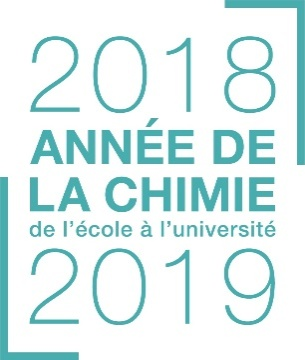 2018
ANNÉE DE
LA CHIMIE
de l'école à l'université
2019